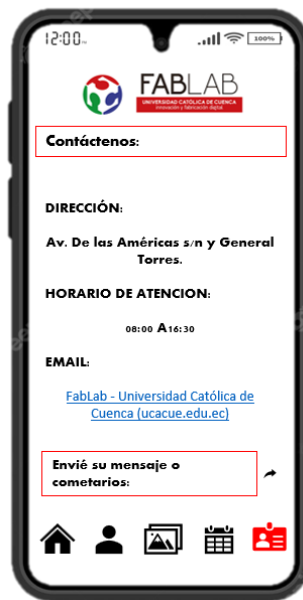 12:00
100%
FABLAB
UNIVERSIDAD CATÓLICA DE CUENCA
Innovación y fabricación digital
Contáctenos:
DIRECCIÓN:
Av. De las Américas s/n y General
Torres.
HORARIO DE ATENCION:
08:00 A16:30
EMAIL:
FabLab - Universidad Católica de
Cuenca (ucacue.edu.ec)
Envié su mensaje o
cometarios: